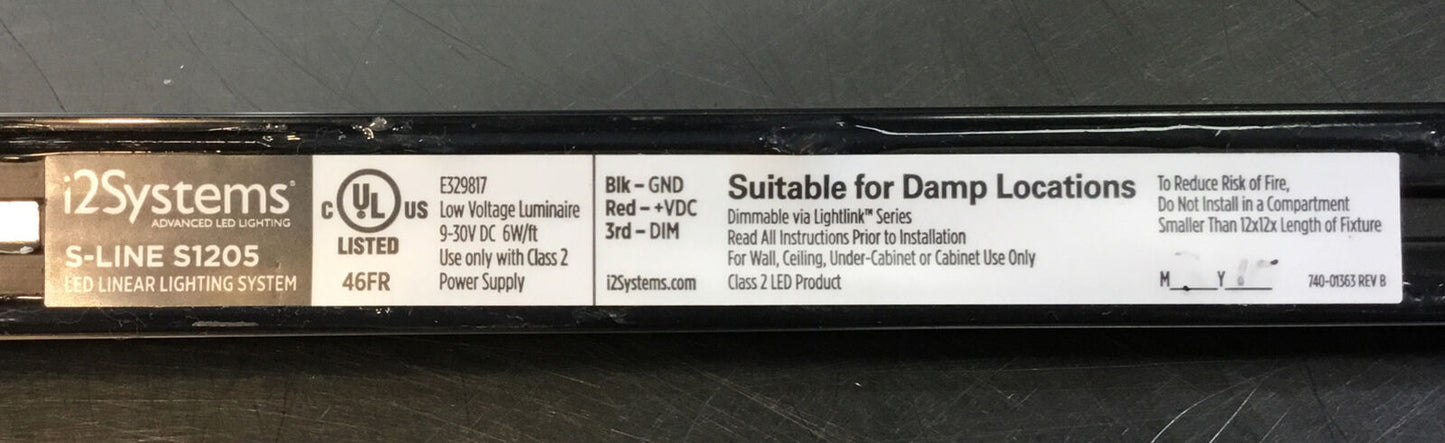 i2Systems®
ADVANCED LED LIGHTING
S-LINE S1205
LED LINEAR LIGHTING SYSTEM
C UL US
LISTED
46FR
E329817
Low Voltage Luminaire
9-30V DC 6W/ft
Use only with Class 2
Power Supply
Blk – GND
Red – +VDC
3rd – DIM
i2Systems.com
Suitable for Damp Locations
Dimmable via Lightlink™ Series
Read All Instructions Prior to Installation
For Wall, Ceiling, Under-Cabinet or Cabinet Use Only
Class 2 LED Product
To Reduce Risk of Fire,
Do Not Install in a Compartment
Smaller Than 12x12x Length of Fixture
M____Y____
740-01363 REV B